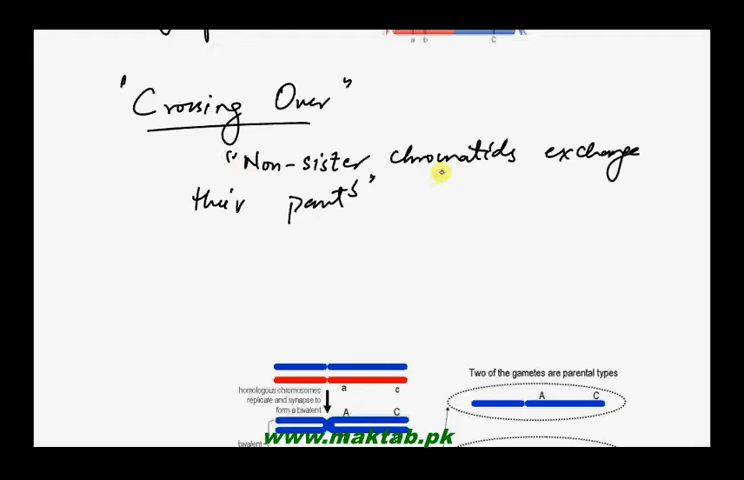 a b C
"Crossing Over"
"Non-sister chromatids exchange
their parts"
Two of the gametes are parental types
A C
a c
homologous chromosomes
replicate and synapse to
form a bivalent
A C
bivalent
www.maktab.pk